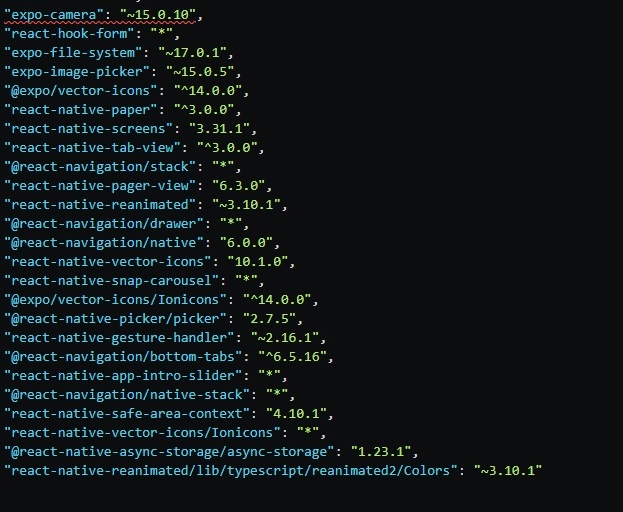 "expo-camera": "~15.0.10",
"react-hook-form": "*",
"expo-file-system": "~17.0.1",
"expo-image-picker": "~15.0.5",
"@expo/vector-icons": "^14.0.0",
"react-native-paper": "^3.0.0",
"react-native-screens": "3.31.1",
"react-native-tab-view": "^3.0.0",
"@react-navigation/stack": "*",
"react-native-pager-view": "6.3.0",
"react-native-reanimated": "~3.10.1",
"@react-navigation/drawer": "*",
"@react-navigation/native": "6.0.0",
"react-native-vector-icons": "10.1.0",
"react-native-snap-carousel": "*",
"@expo/vector-icons/Ionicons": "^14.0.0",
"@react-native-picker/picker": "2.7.5",
"react-native-gesture-handler": "~2.16.1",
"@react-navigation/bottom-tabs": "^6.5.16",
"react-native-app-intro-slider": "*",
"@react-navigation/native-stack": "*",
"react-native-safe-area-context": "4.10.1",
"react-native-vector-icons/Ionicons": "*",
"@react-native-async-storage/async-storage": "1.23.1",
"react-native-reanimated/lib/typescript/reanimated2/Colors": "~3.10.1"